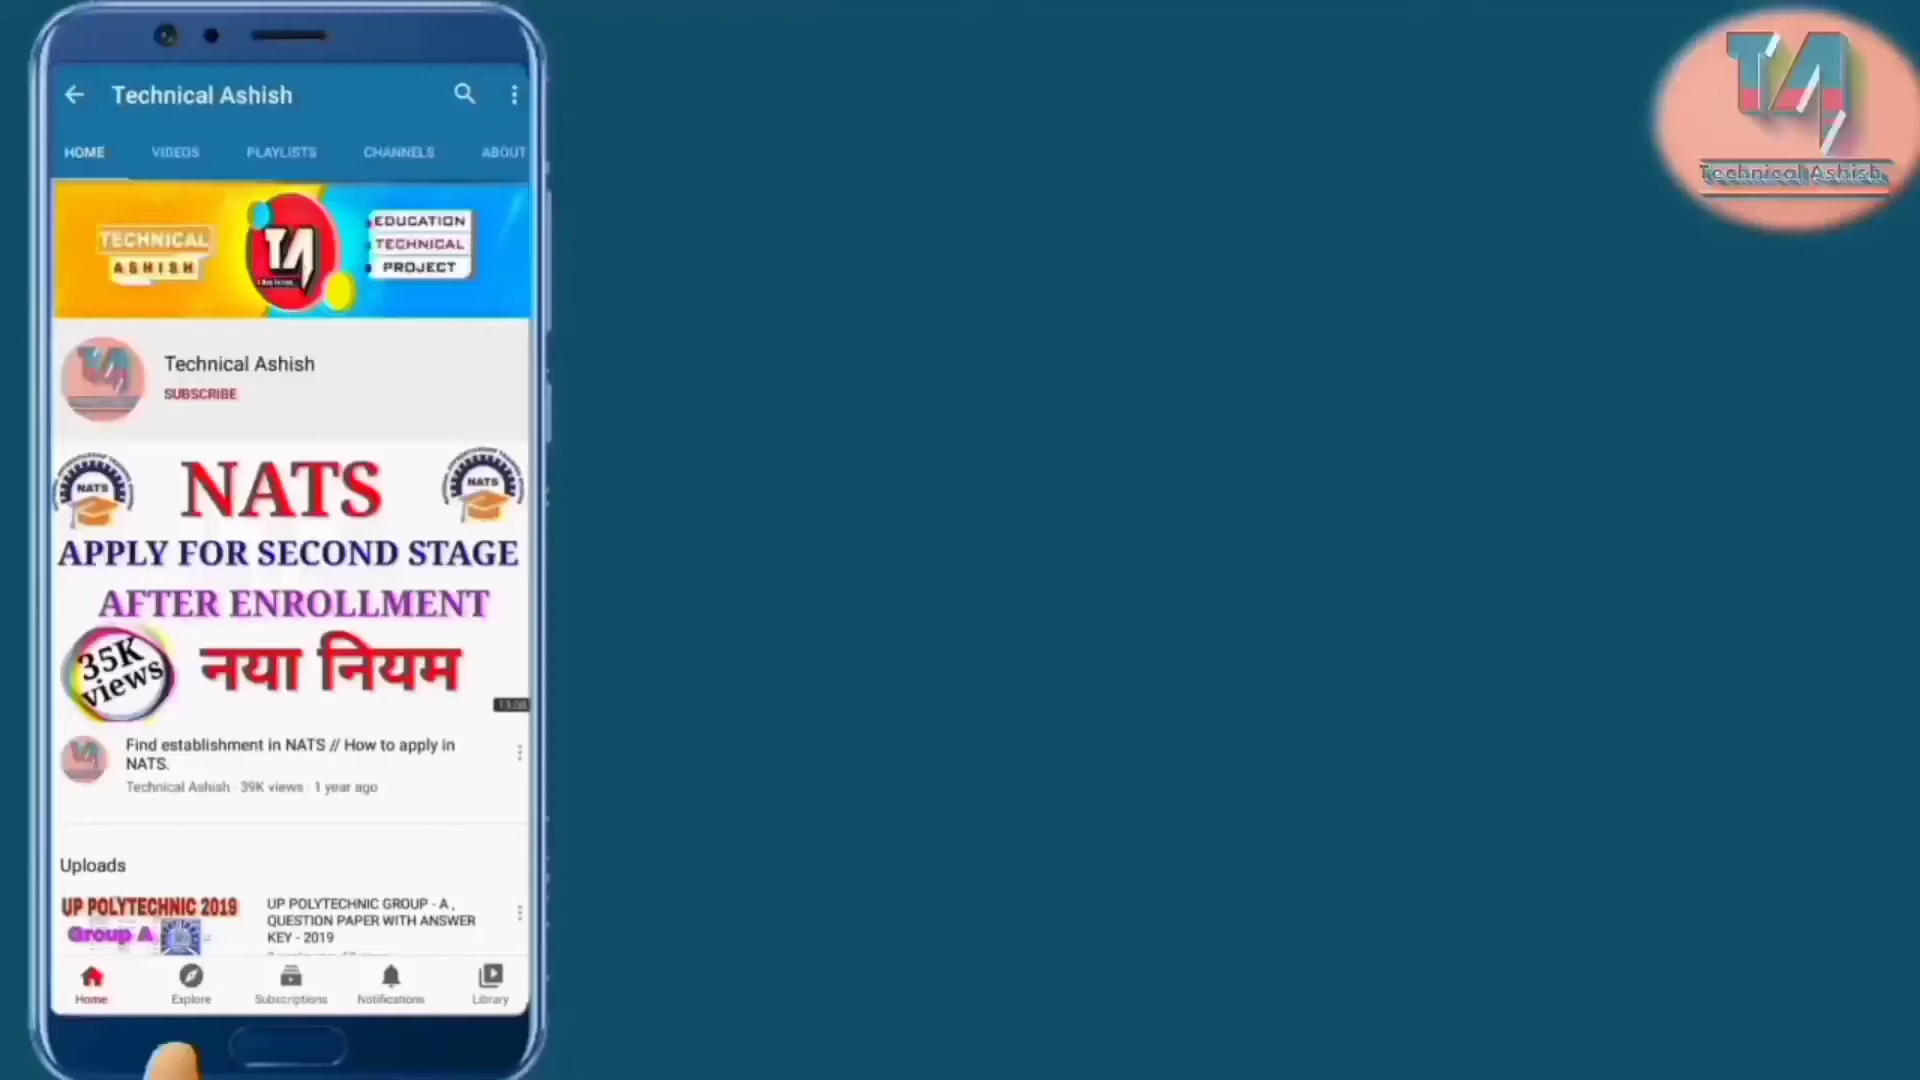 Technical Ashish
HOME VIDEOS PLAYLISTS CHANNELS ABOUT
TECHNICAL
ASHISH
TA
EDUCATION
TECHNICAL
PROJECT
Technical Ashish
SUBSCRIBE
NATS
NATS
NATS
APPLY FOR SECOND STAGE
AFTER ENROLLMENT
35K
views
नया नियम
Find establishment in NATS // How to apply in
NATS.
Technical Ashish · 39K views · 1 year ago
Uploads
UP POLYTECHNIC 2019
Group A
UP POLYTECHNIC GROUP - A ,
QUESTION PAPER WITH ANSWER
KEY - 2019
Home Explore Subscriptions Notifications Library
TA
Technical Ashish